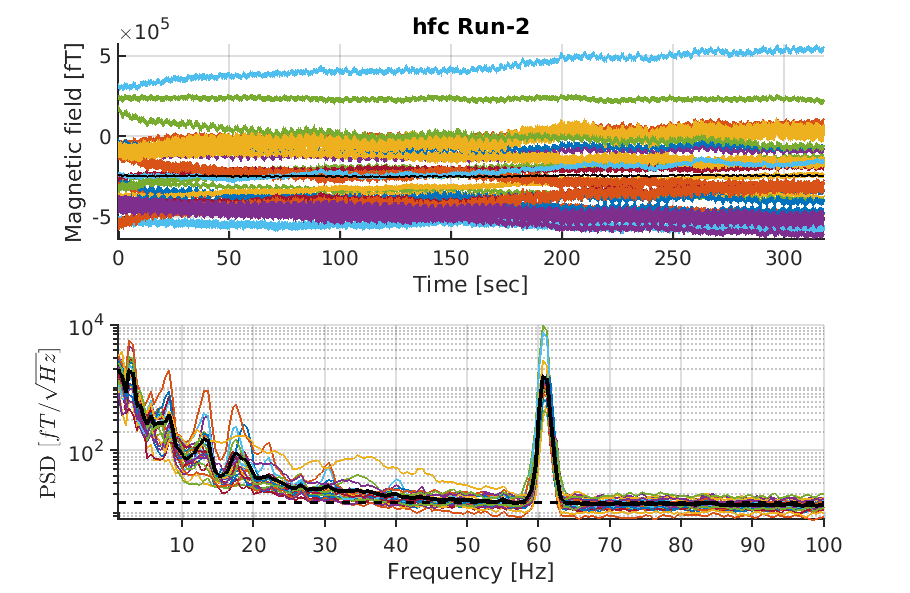 hfc Run-2
×10^5
Magnetic field [fT]
5
0
-5
0 50 100 150 200 250 300
Time [sec]
PSD [fT/√Hz]
10^4
10^2
10 20 30 40 50 60 70 80 90 100
Frequency [Hz]